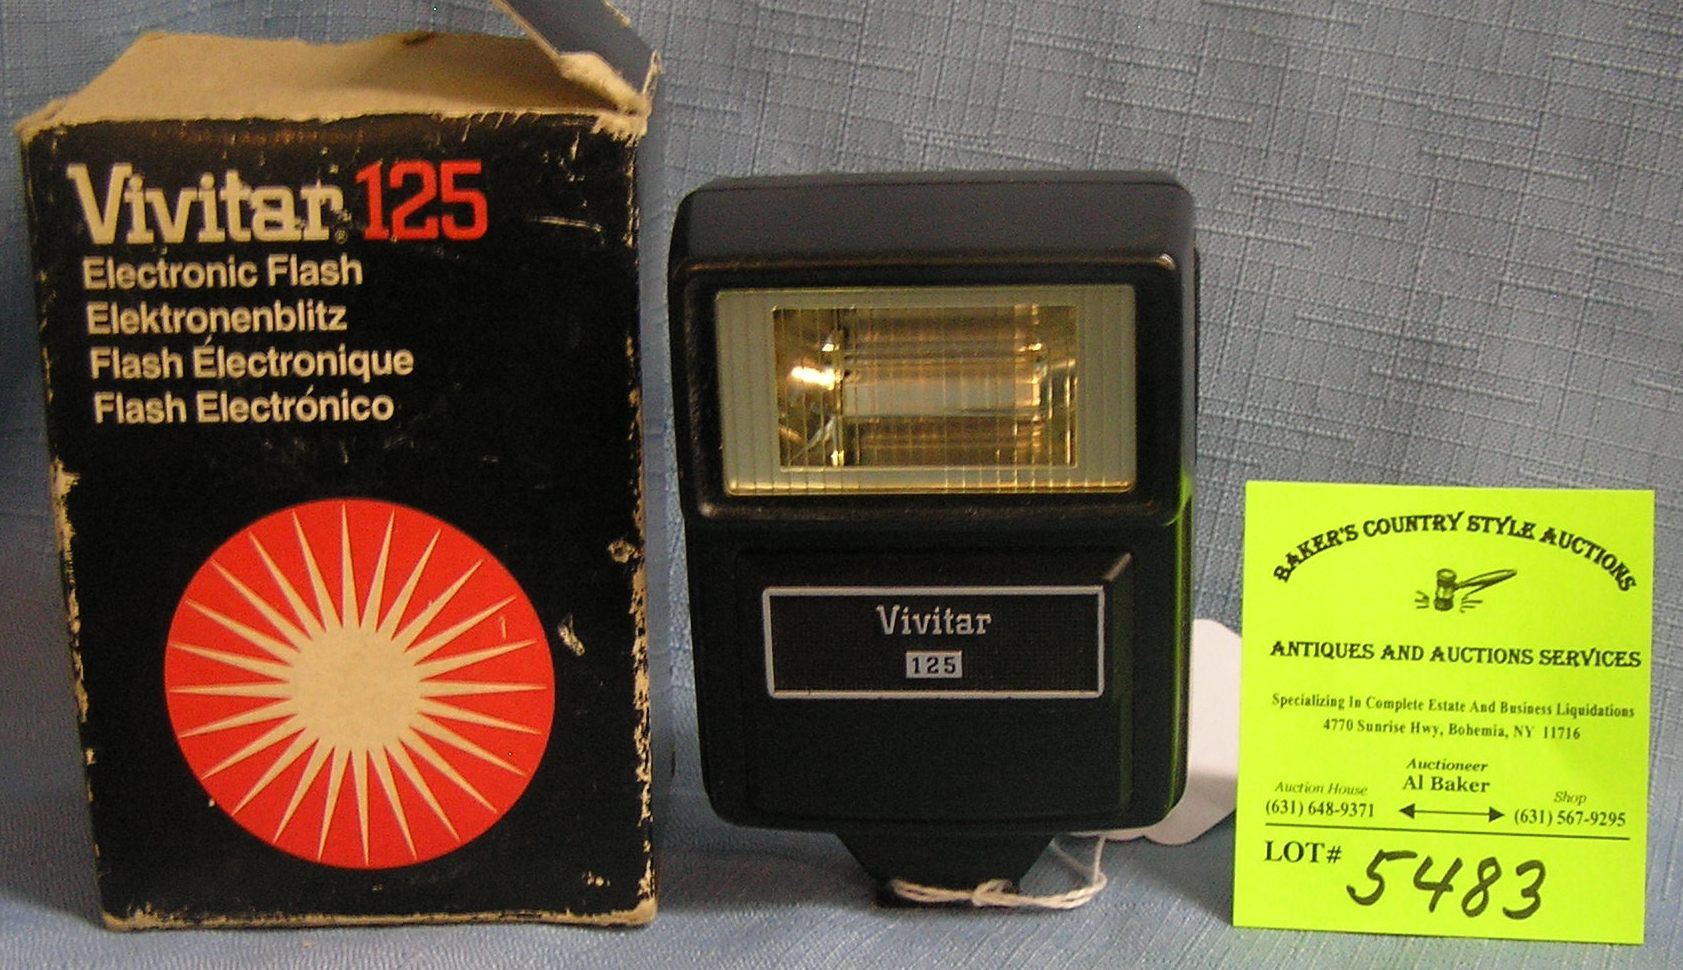 Vivitar® 125
Electronic Flash
Elektronenblitz
Flash Électronique
Flash Electrónico
Vivitar
125
BAKER'S COUNTRY STYLE AUCTIONS
ANTIQUES AND AUCTIONS SERVICES
Specializing In Complete Estate And Business Liquidations
4770 Sunrise Hwy, Bohemia, NY 11716
Auctioneer
Al Baker
Auction House
(631) 648-9371
Shop
(631) 567-9295
LOT# 5483